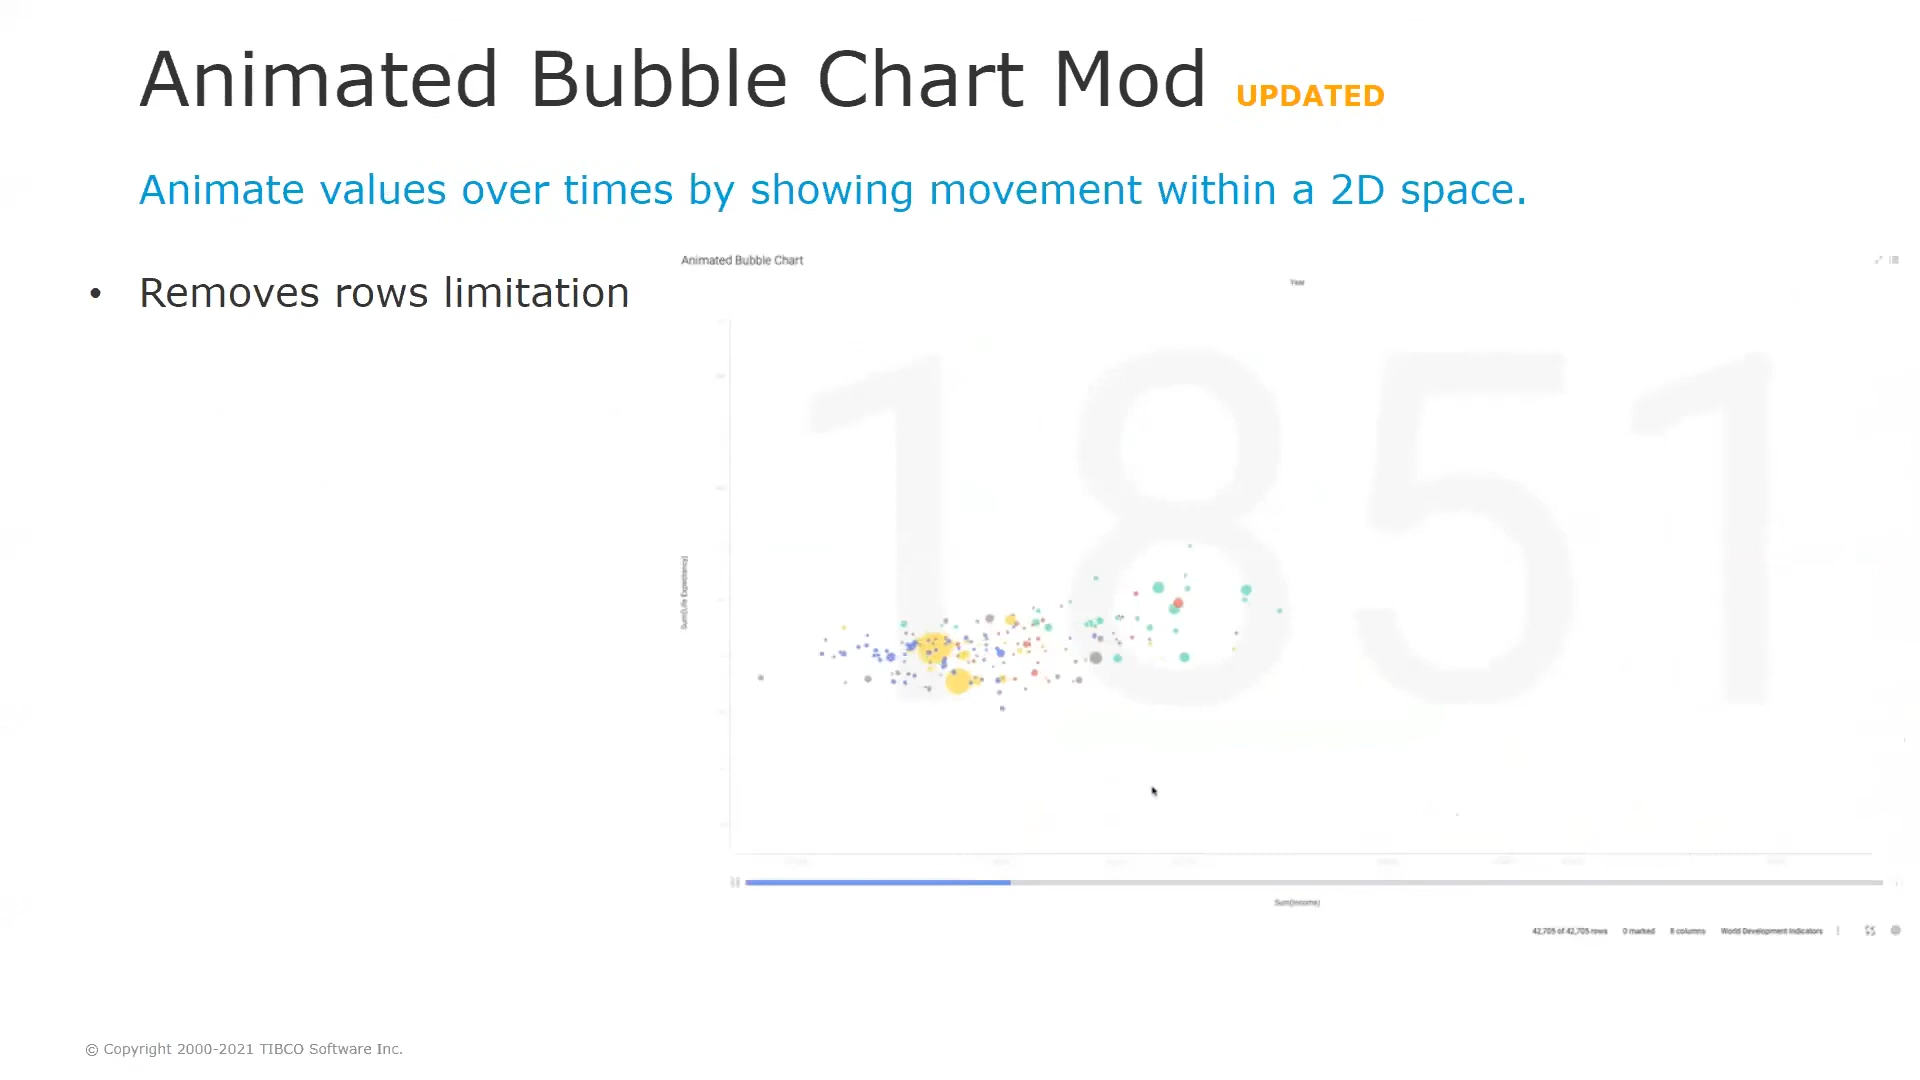 Animated Bubble Chart Mod UPDATED
Animate values over times by showing movement within a 2D space.
• Removes rows limitation
Animated Bubble Chart
Year
1851
Sum(Life Expectancy)
Sum(Income)
42,705 of 42,705 rows 0 marked 8 columns World Development Indicators
© Copyright 2000-2021 TIBCO Software Inc.